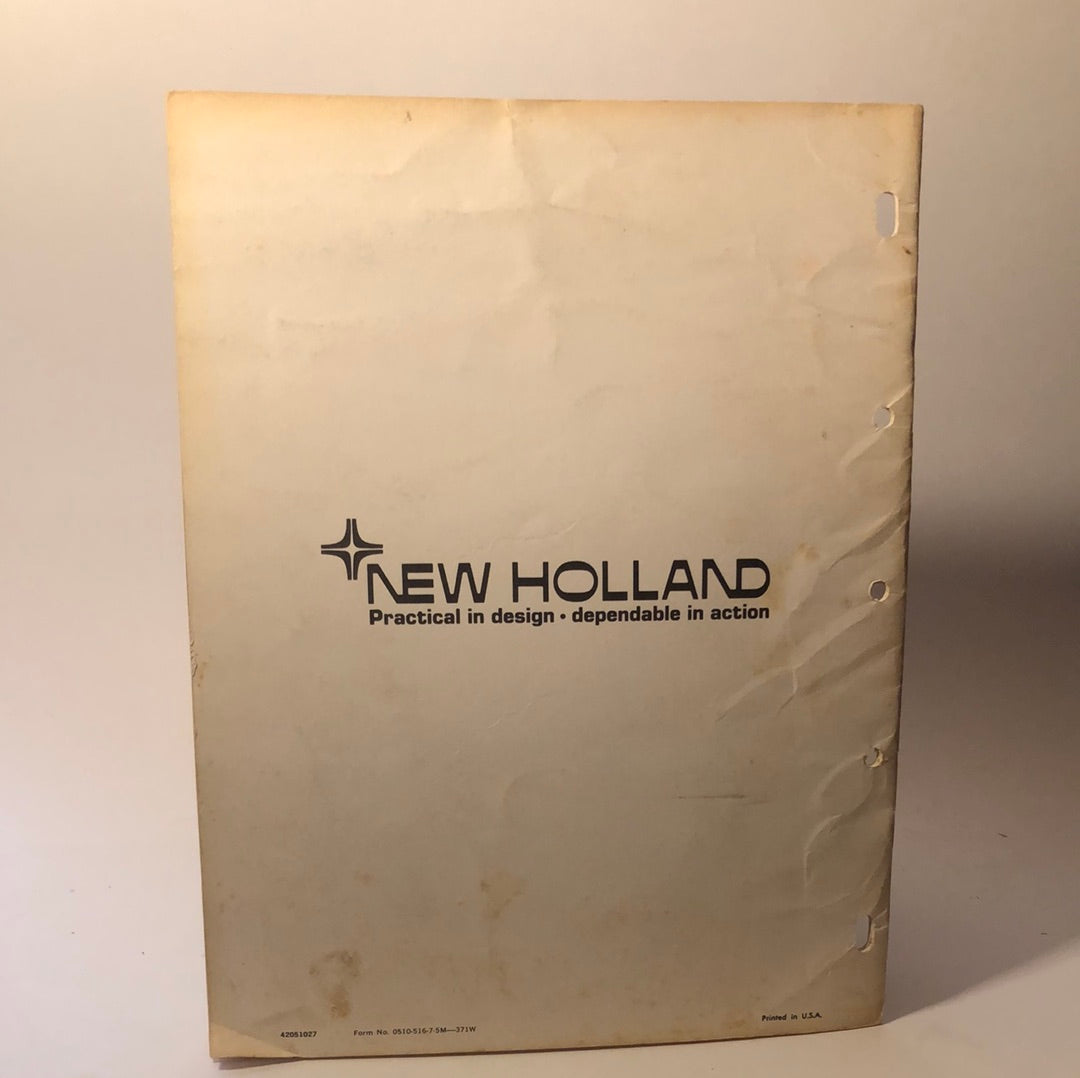 NEW HOLLAND
Practical in design • dependable in action
Printed in U.S.A.
42051027 Form No. 0510-516-7-5M—371W